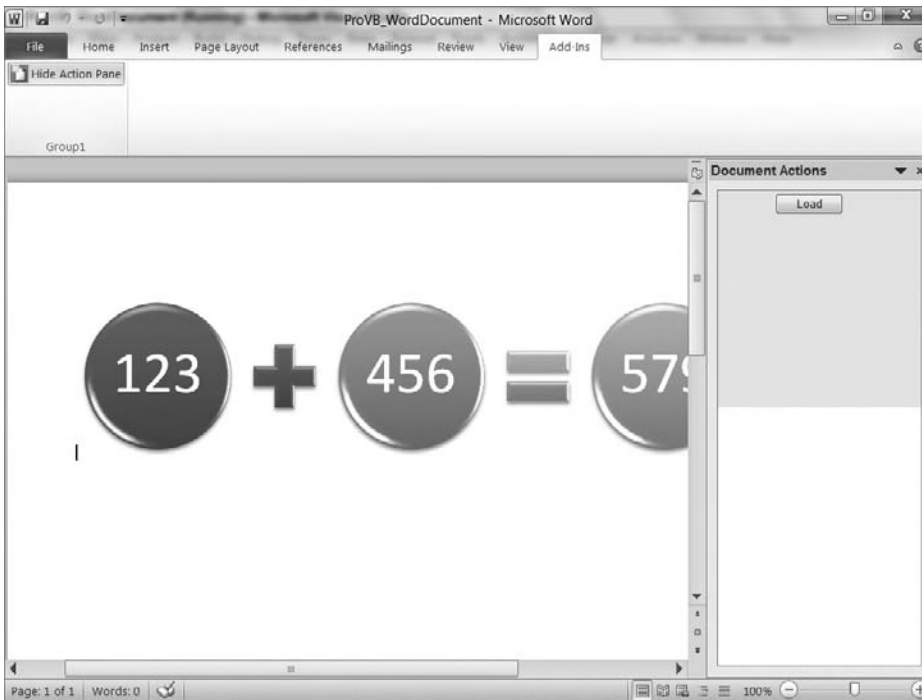 ProVB_WordDocument - Microsoft Word
File Home Insert Page Layout References Mailings Review View Add-Ins
Hide Action Pane
Group1
Document Actions
Load
123 + 456 = 579
Page: 1 of 1 Words: 0 100%